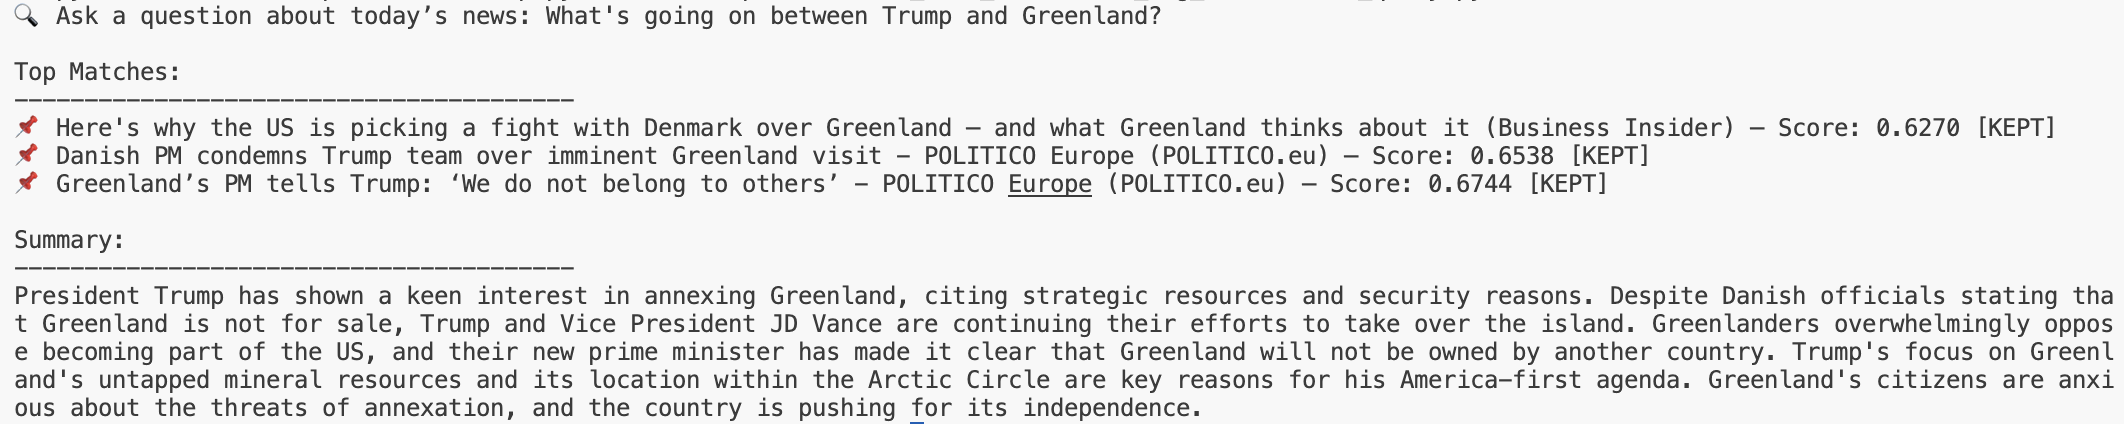 🔍 Ask a question about today’s news: What's going on between Trump and Greenland?
Top Matches:
----------------------------------------
📌 Here's why the US is picking a fight with Denmark over Greenland — and what Greenland thinks about it (Business Insider) — Score: 0.6270 [KEPT]
📌 Danish PM condemns Trump team over imminent Greenland visit – POLITICO Europe (POLITICO.eu) — Score: 0.6538 [KEPT]
📌 Greenland’s PM tells Trump: ‘We do not belong to others’ – POLITICO Europe (POLITICO.eu) — Score: 0.6744 [KEPT]
Summary:
----------------------------------------
President Trump has shown a keen interest in annexing Greenland, citing strategic resources and security reasons. Despite Danish officials stating tha
t Greenland is not for sale, Trump and Vice President JD Vance are continuing their efforts to take over the island. Greenlanders overwhelmingly oppos
e becoming part of the US, and their new prime minister has made it clear that Greenland will not be owned by another country. Trump's focus on Greenl
and's untapped mineral resources and its location within the Arctic Circle are key reasons for his America-first agenda. Greenland's citizens are anxi
ous about the threats of annexation, and the country is pushing for its independence.